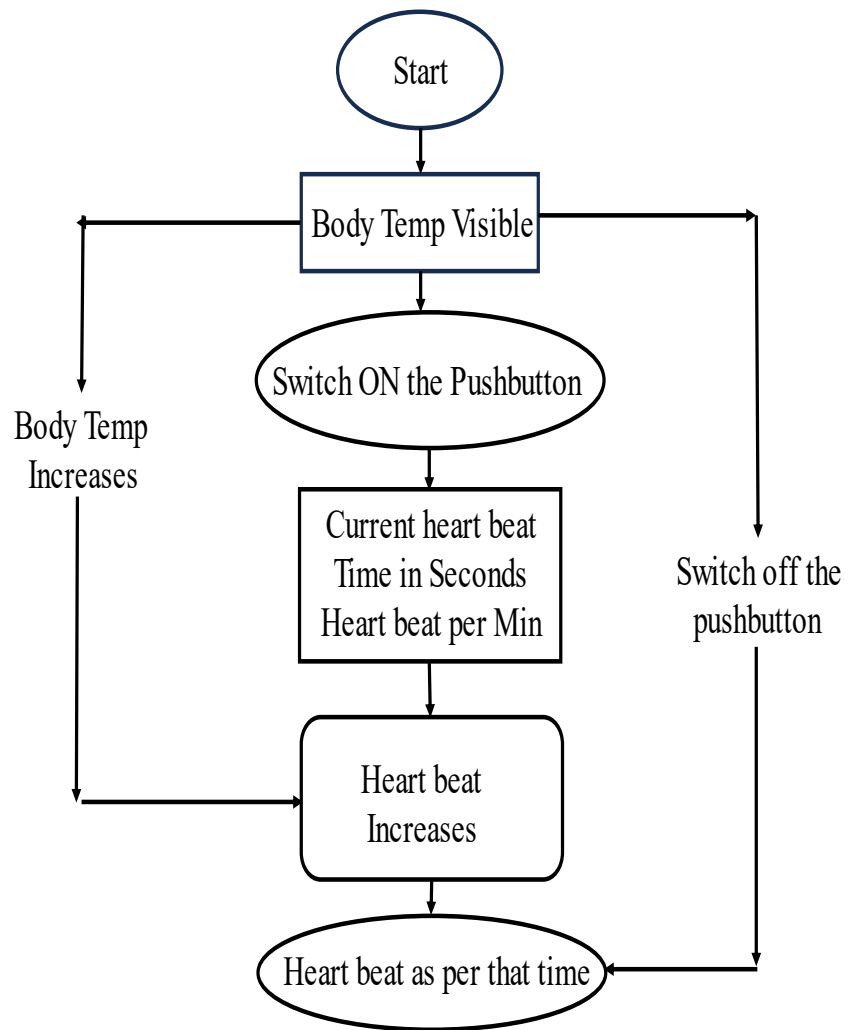 Start
Body Temp Visible
Switch ON the Pushbutton
Body Temp
Increases
Current heart beat
Time in Seconds
Heart beat per Min
Switch off the
pushbutton
Heart beat
Increases
Heart beat as per that time